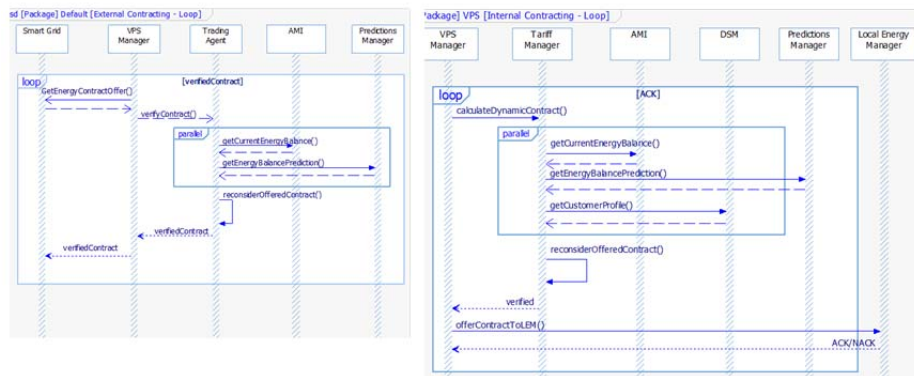 sd [Package] Default [External Contracting - Loop]
Smart Grid
VPS
Manager
Trading
Agent
AMI
Predictions
Manager
loop
[verifiedContract]
GetEnergyContractOffer()
verifyContract()
parallel
getCurrentEnergyBalance()
getEnergyBalancePrediction()
reconsiderOfferedContract()
verifiedContract
verifiedContract
Package] VPS [Internal Contracting - Loop]
VPS
Manager
Tariff
Manager
AMI
DSM
Predictions
Manager
Local Energy
Manager
loop
[ACK]
calculateDynamicContract()
parallel
getCurrentEnergyBalance()
getEnergyBalancePrediction()
getCustomerProfile()
reconsiderOfferedContract()
verified
offerContractToLEM()
ACK/NACK